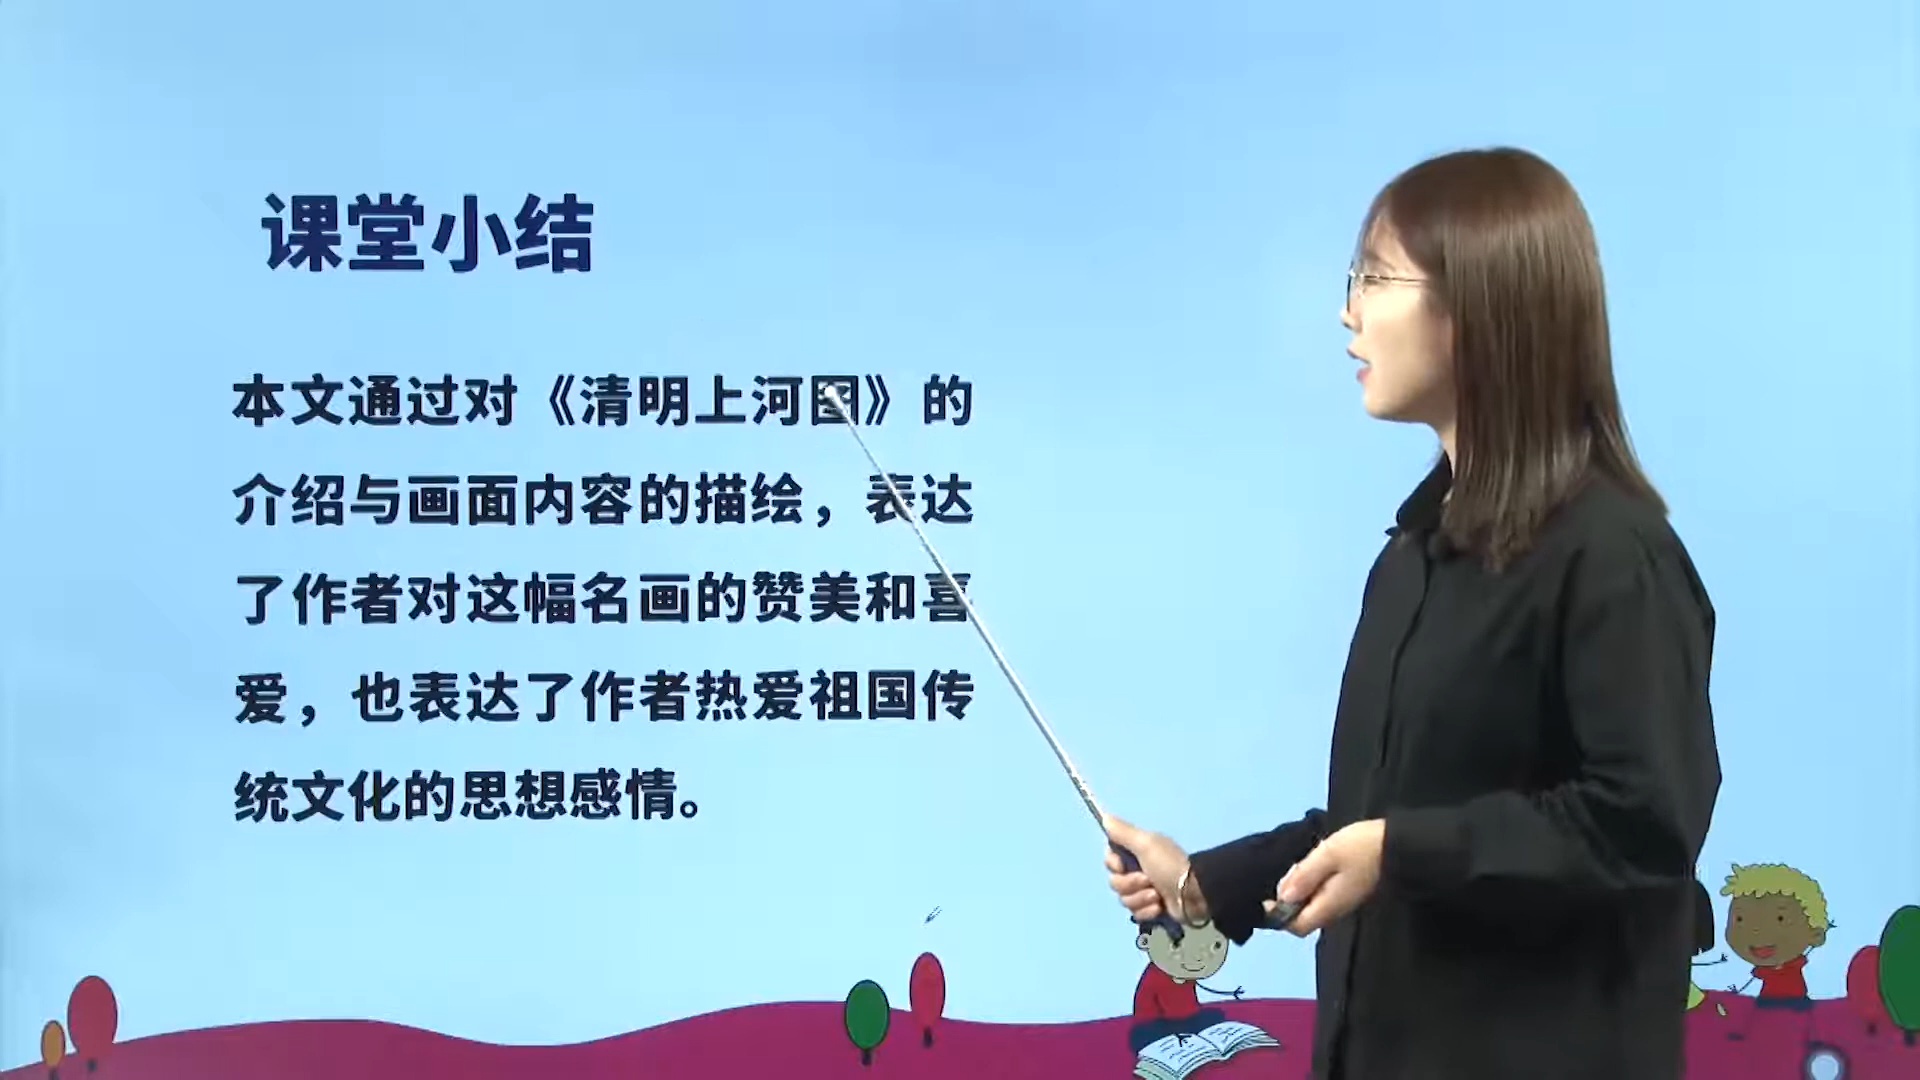 课堂小结
本文通过对《清明上河图》的
介绍与画面内容的描绘，表达
了作者对这幅名画的赞美和喜
爱，也表达了作者热爱祖国传
统文化的思想感情。